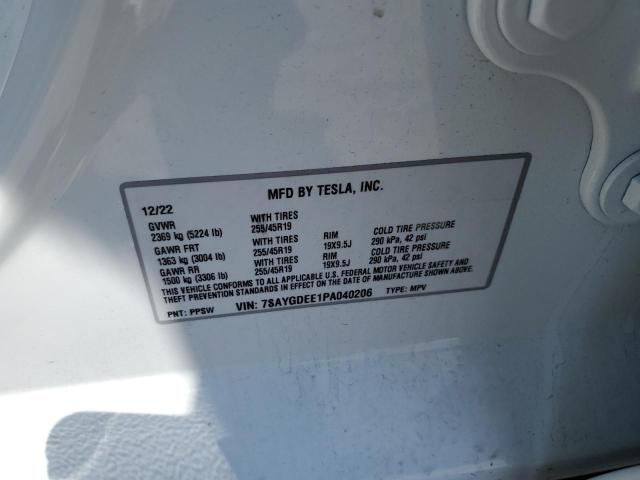 MFD BY TESLA, INC.
12/22
GVWR WITH TIRES
2369 kg (5224 lb) 255/45R19
GAWR FRT WITH TIRES RIM COLD TIRE PRESSURE
1363 kg (3004 lb) 255/45R19 19X9.5J 290 kPa, 42 psi
GAWR RR WITH TIRES RIM COLD TIRE PRESSURE
1500 kg (3306 lb) 255/45R19 19X9.5J 290 kPa, 42 psi
THIS VEHICLE CONFORMS TO ALL APPLICABLE U.S. FEDERAL MOTOR VEHICLE SAFETY AND
THEFT PREVENTION STANDARDS IN EFFECT ON THE DATE OF MANUFACTURE SHOWN ABOVE.
PNT: PPSW VIN: 7SAYGDEE1PA040206 TYPE: MPV